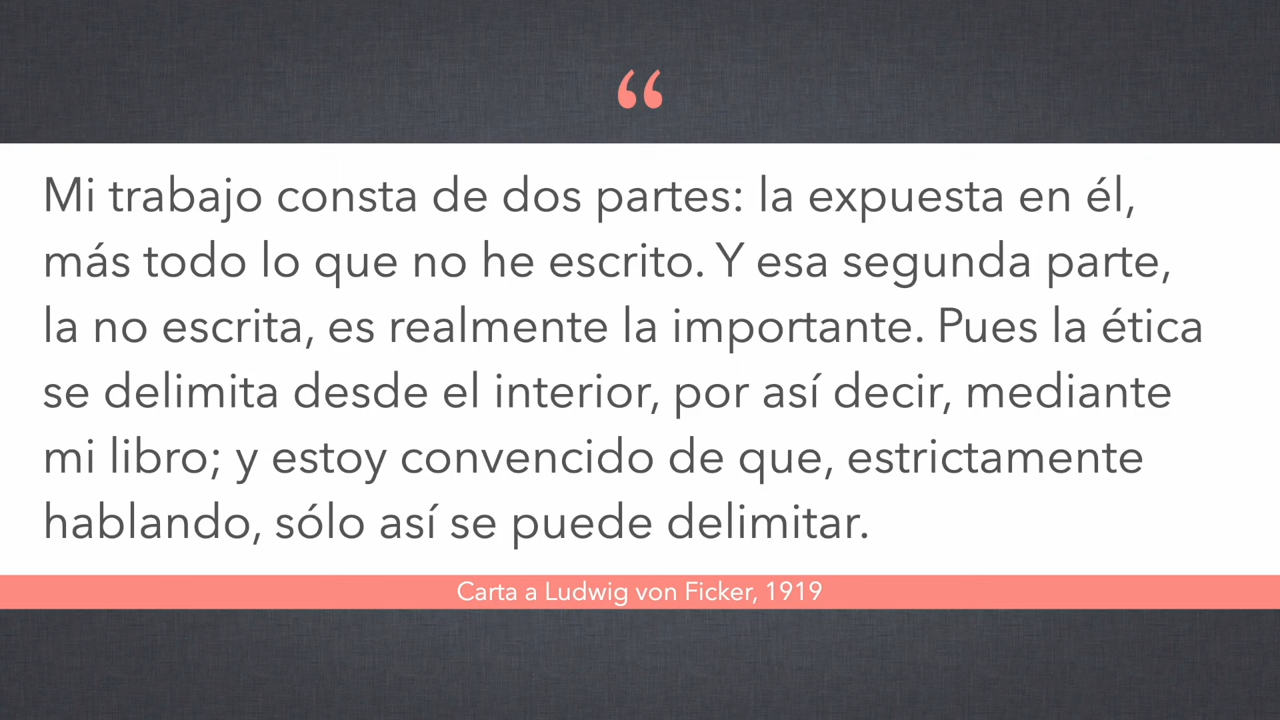 “
Mi trabajo consta de dos partes: la expuesta en él,
más todo lo que no he escrito. Y esa segunda parte,
la no escrita, es realmente la importante. Pues la ética
se delimita desde el interior, por así decir, mediante
mi libro; y estoy convencido de que, estrictamente
hablando, sólo así se puede delimitar.
Carta a Ludwig von Ficker, 1919